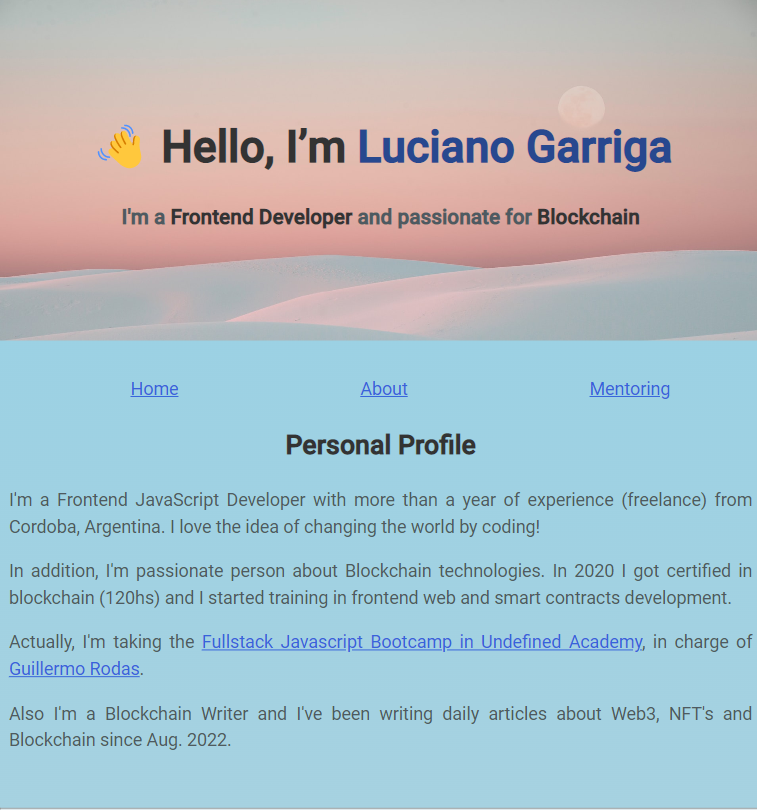 👋 Hello, I’m Luciano Garriga
I'm a Frontend Developer and passionate for Blockchain
Home About Mentoring
Personal Profile
I'm a Frontend JavaScript Developer with more than a year of experience (freelance) from
Cordoba, Argentina. I love the idea of changing the world by coding!
In addition, I'm passionate person about Blockchain technologies. In 2020 I got certified in
blockchain (120hs) and I started training in frontend web and smart contracts development.
Actually, I'm taking the Fullstack Javascript Bootcamp in Undefined Academy, in charge of
Guillermo Rodas.
Also I'm a Blockchain Writer and I've been writing daily articles about Web3, NFT's and
Blockchain since Aug. 2022.